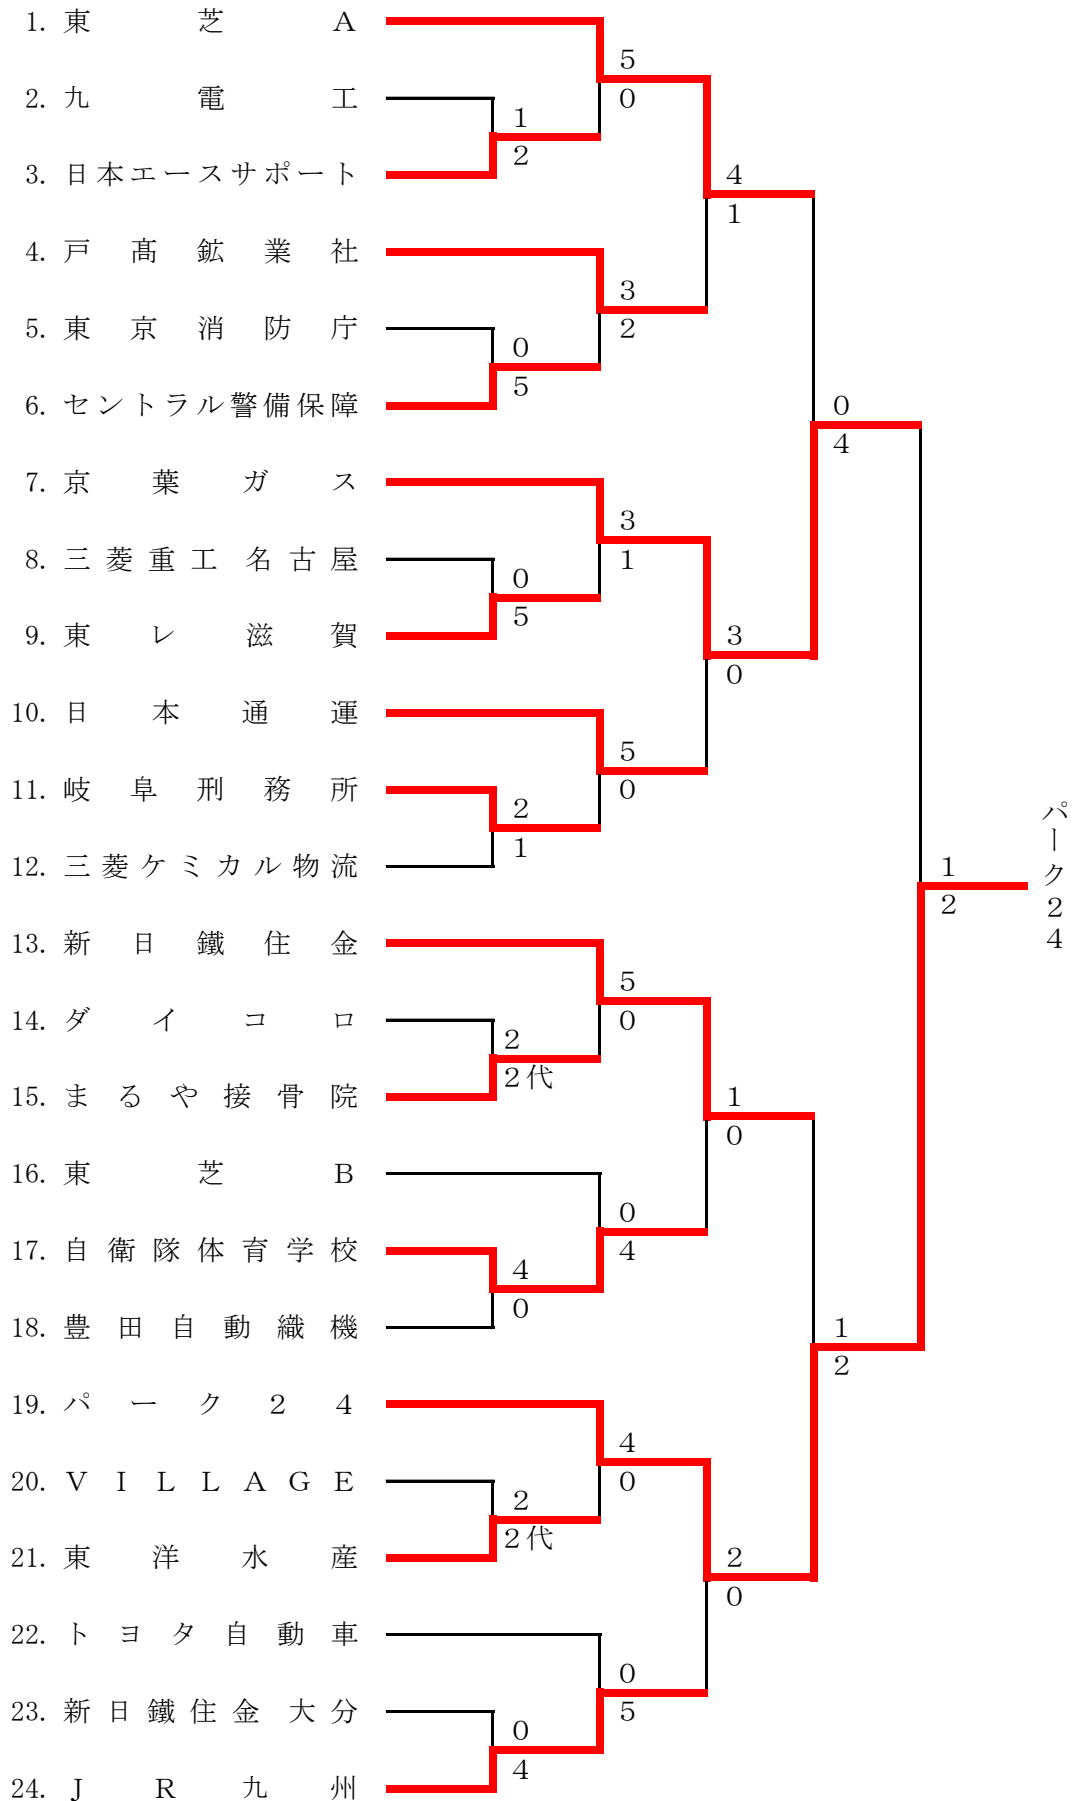 1. 東芝A
5
2. 九電工
0
1
2
3. 日本エースサポート
4
1
4. 戸髙鉱業社
3
5. 東京消防庁
2
0
5
6. セントラル警備保障
0
4
7. 京葉ガス
3
8. 三菱重工名古屋
1
0
5
9. 東レ滋賀
3
0
10. 日本通運
5
11. 岐阜刑務所
0
2
1
12. 三菱ケミカル物流
1
2
パーク24
13. 新日鐵住金
5
14. ダイコロ
0
2
2代
15. まるや接骨院
1
0
16. 東芝B
0
17. 自衛隊体育学校
4
4
0
18. 豊田自動織機
1
2
19. パーク24
4
20. VILLAGE
0
2
2代
21. 東洋水産
2
0
22. トヨタ自動車
0
23. 新日鐵住金大分
5
0
4
24. JR九州